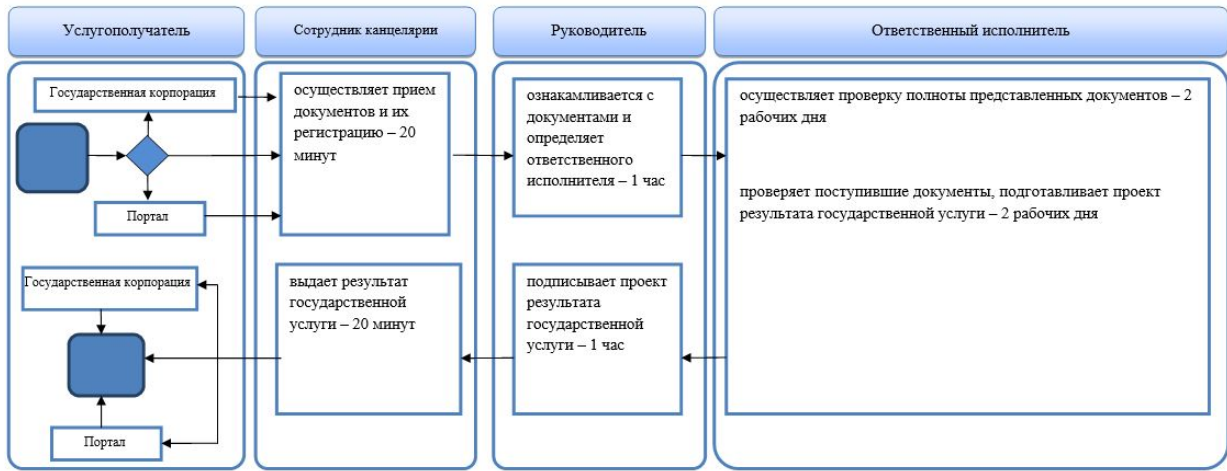 Услугополучатель
Сотрудник канцелярии
Руководитель
Ответственный исполнитель
Государственная корпорация
Портал
осуществляет прием
документов и их
регистрацию – 20
минут
ознакамливается с
документами и
определяет
ответственного
исполнителя – 1 час
осуществляет проверку полноты представленных документов – 2
рабочих дня
проверяет поступившие документы, подготавливает проект
результата государственной услуги – 2 рабочих дня
Государственная корпорация
Портал
выдает результат
государственной
услуги – 20 минут
подписывает проект
результата
государственной
услуги – 1 час